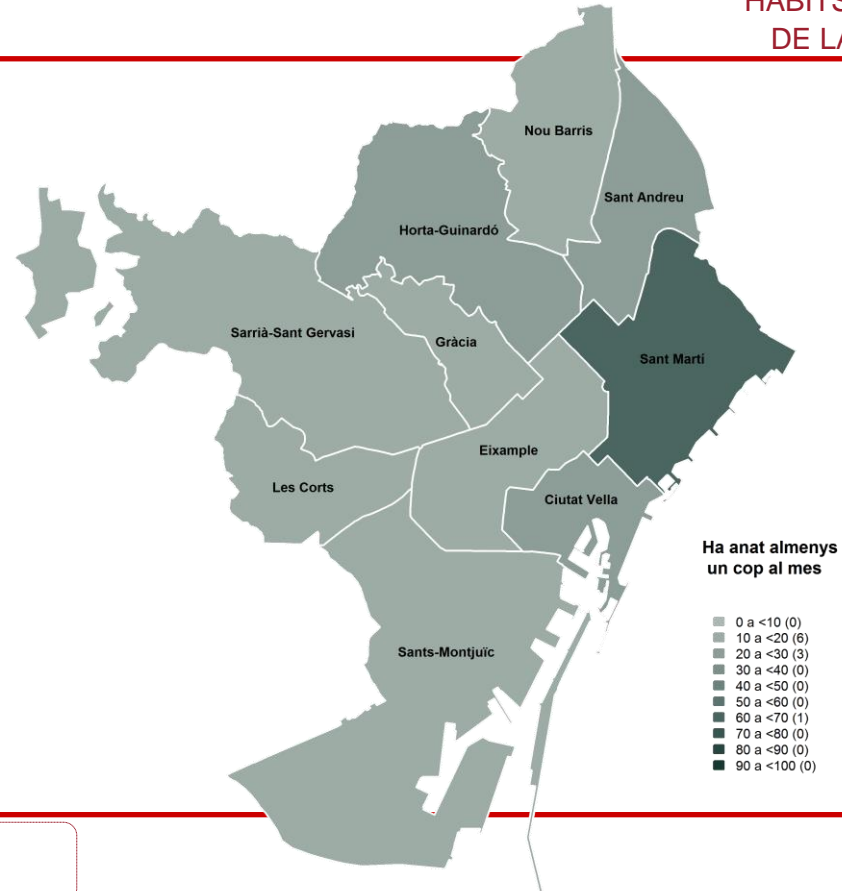 DE LA
Nou Barris
Sant Andreu
Horta-Guinardó
Sarrià-Sant Gervasi
Gràcia
Sant Martí
Eixample
Les Corts
Ciutat Vella
Ha anat almenys
un cop al mes
0 a <10 (0)
10 a <20 (6)
20 a <30 (3)
30 a <40 (0)
40 a <50 (0)
50 a <60 (0)
60 a <70 (1)
70 a <80 (0)
80 a <90 (0)
90 a <100 (0)
Sants-Montjuïc